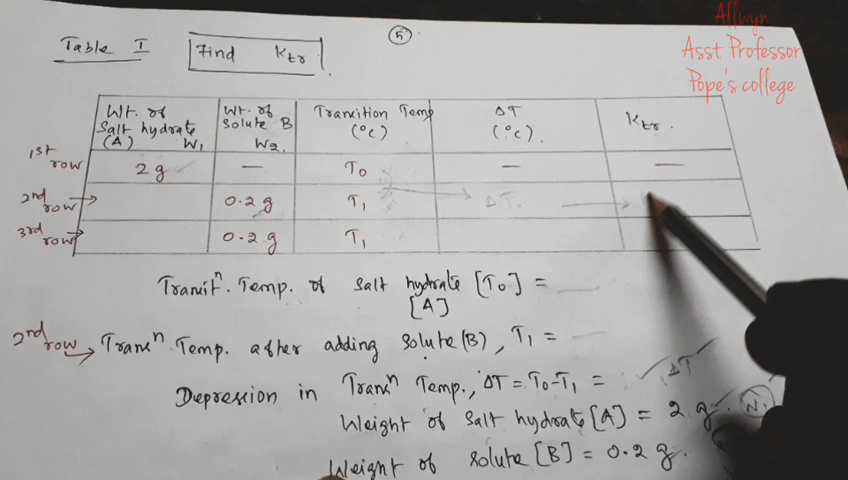 Allwyn
Asst Professor
Pope's college
5
Table I
Find Ktr.
Wt. of Salt hydrate (A) W1
Wt. of Solute B W2.
Transition Temp (°C)
ΔT (°C).
Ktr.
1st row
2 g
—
T0
—
—
2nd row →
0.2 g
T1
ΔT.
3rd row →
0.2 g
T1
Transitn. Temp. of Salt hydrate [T0] = __
[A]
2nd row → Transn Temp. after adding Solute (B), T1 = __
Depression in Transn Temp., ΔT = T0-T1 = ✓ ΔT
Weight of Salt hydrate [A] = 2 g. W1
Weight of Solute [B] = 0.2 g.